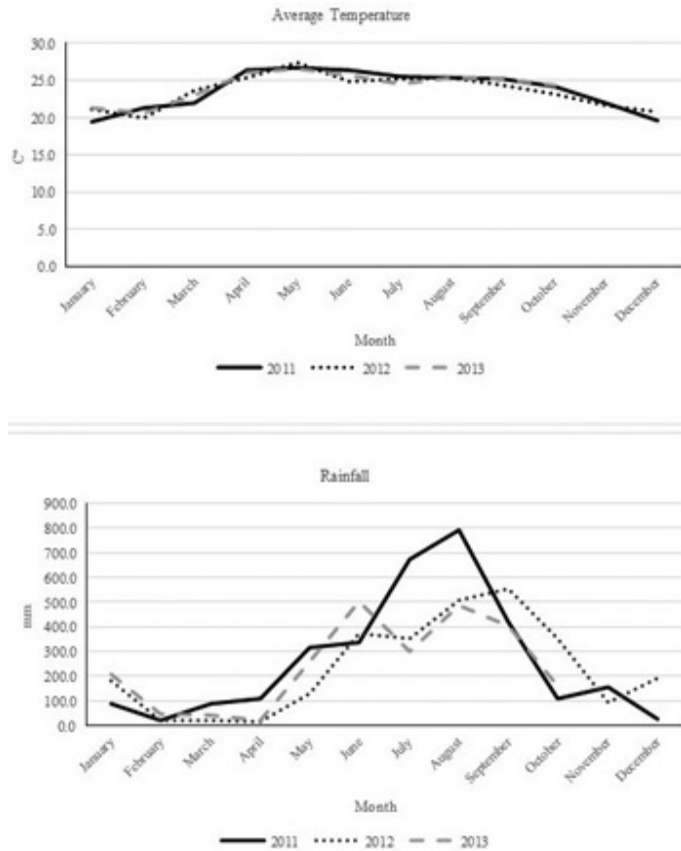 Average Temperature
30.0
25.0
20.0
15.0
10.0
5.0
0.0
C°
January
February
March
April
May
June
July
August
September
October
November
December
Month
2011 2012 2013
Rainfall
900.0
800.0
700.0
600.0
500.0
400.0
300.0
200.0
100.0
0.0
mm
January
February
March
April
May
June
July
August
September
October
November
December
Month
2011 2012 2013